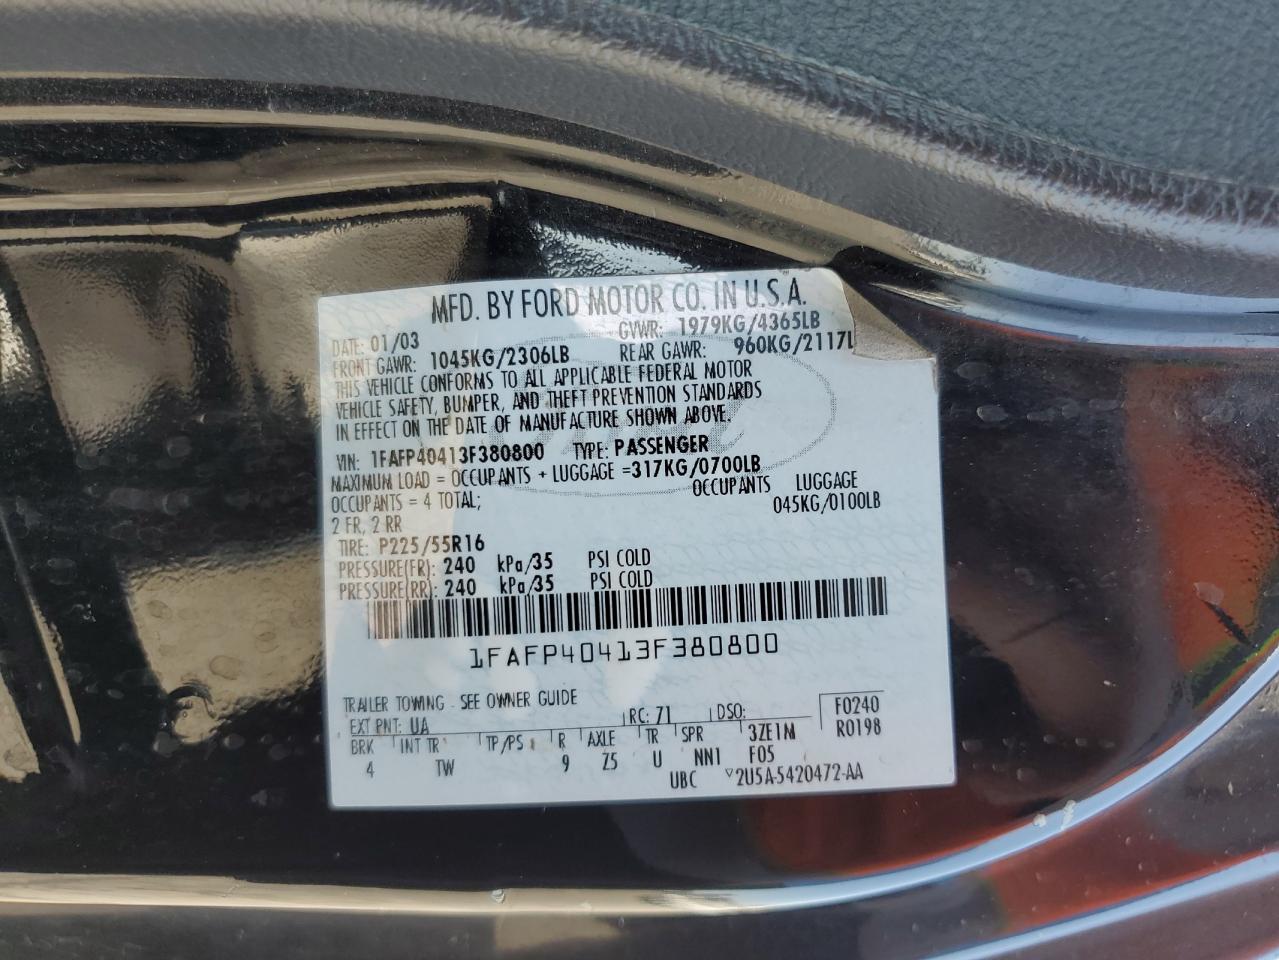 MFD. BY FORD MOTOR CO. IN U.S.A.
DATE: 01/03 GVWR: 1979KG/4365LB
FRONT GAWR: 1045KG/2306LB REAR GAWR: 960KG/2117L
THIS VEHICLE CONFORMS TO ALL APPLICABLE FEDERAL MOTOR
VEHICLE SAFETY, BUMPER, AND THEFT PREVENTION STANDARDS
IN EFFECT ON THE DATE OF MANUFACTURE SHOWN ABOVE.
VIN: 1FAFP40413F380800 TYPE: PASSENGER
MAXIMUM LOAD = OCCUPANTS + LUGGAGE = 317KG/0700LB
OCCUPANTS = 4 TOTAL; OCCUPANTS LUGGAGE
2 FR, 2 RR 045KG/0100LB
TIRE: P225/55R16
PRESSURE(FR): 240 kPa/35 PSI COLD
PRESSURE(RR): 240 kPa/35 PSI COLD
1FAFP40413F380800
TRAILER TOWING - SEE OWNER GUIDE
EXT PNT: UA RC: 71 DSO: F0240
BRK INT TR TP/PS R AXLE TR SPR 3ZE1M R0198
4 TW 9 Z5 U NN1 F05
UBC ▽2U5A-5420472-AA